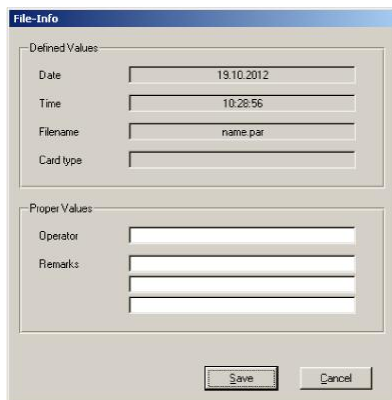 File-Info
Defined Values
Date 19.10.2012
Time 10:28:56
Filename name.par
Card type
Proper Values
Operator
Remarks
Save Cancel